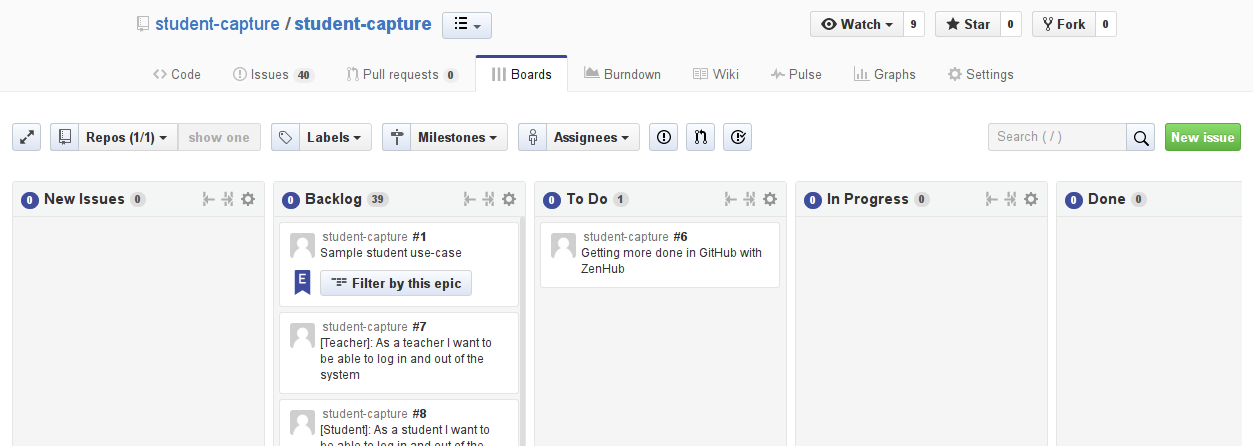 student-capture / student-capture
Watch 9 Star 0 Fork 0
Code Issues 40 Pull requests 0 Boards Burndown Wiki Pulse Graphs Settings
Repos (1/1) show one Labels Milestones Assignees Search ( / ) New issue
0 New Issues 0
0 Backlog 39
student-capture #1
Sample student use-case
E Filter by this epic
student-capture #7
[Teacher]: As a teacher I want to
be able to log in and out of the
system
student-capture #8
[Student]: As a student I want to
be able to log in and out of the
0 To Do 1
student-capture #6
Getting more done in GitHub with
ZenHub
0 In Progress 0
0 Done 0